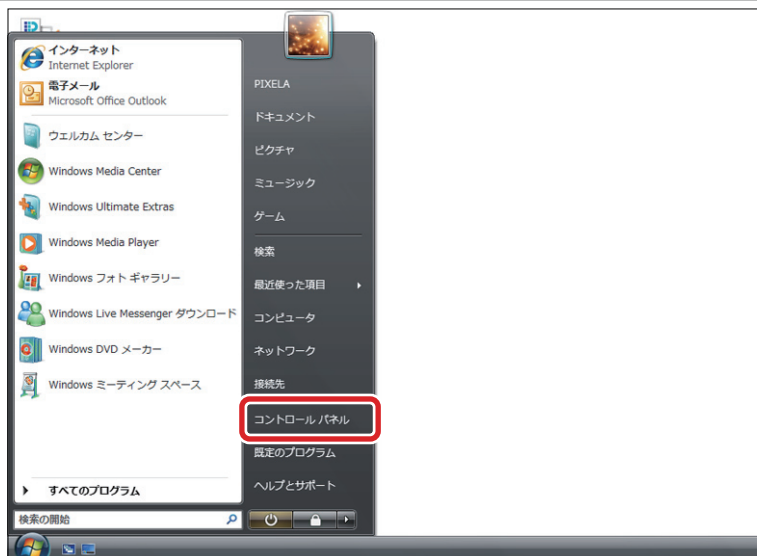 インターネット
Internet Explorer
電子メール
Microsoft Office Outlook
ウェルカム センター
Windows Media Center
Windows Ultimate Extras
Windows Media Player
Windows フォト ギャラリー
Windows Live Messenger ダウンロード
Windows DVD メーカー
Windows ミーティング スペース
すべてのプログラム
検索の開始
PIXELA
ドキュメント
ピクチャ
ミュージック
ゲーム
検索
最近使った項目
コンピュータ
ネットワーク
接続先
コントロール パネル
既定のプログラム
ヘルプとサポート